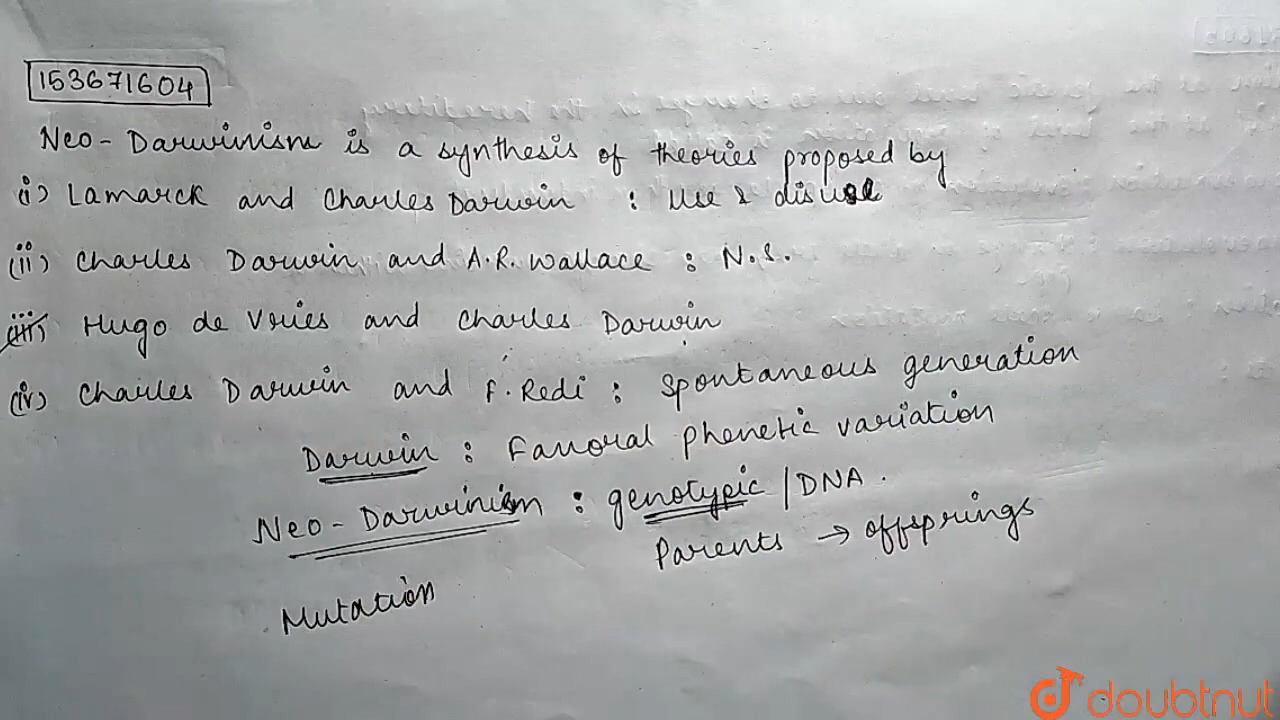 153671604
Neo-Darwinism is a synthesis of theories proposed by
i) Lamarck and Charles Darwin : Use & disuse
(ii) Charles Darwin and A.R. Wallace : N.S.
(iii) Hugo de Vries and Charles Darwin
(iv) Charles Darwin and F. Redi : Spontaneous generation
Darwin : Favoral phenetic variation
Neo-Darwinism : genotypic / DNA .
Parents → offsprings
Mutation
doubtnut